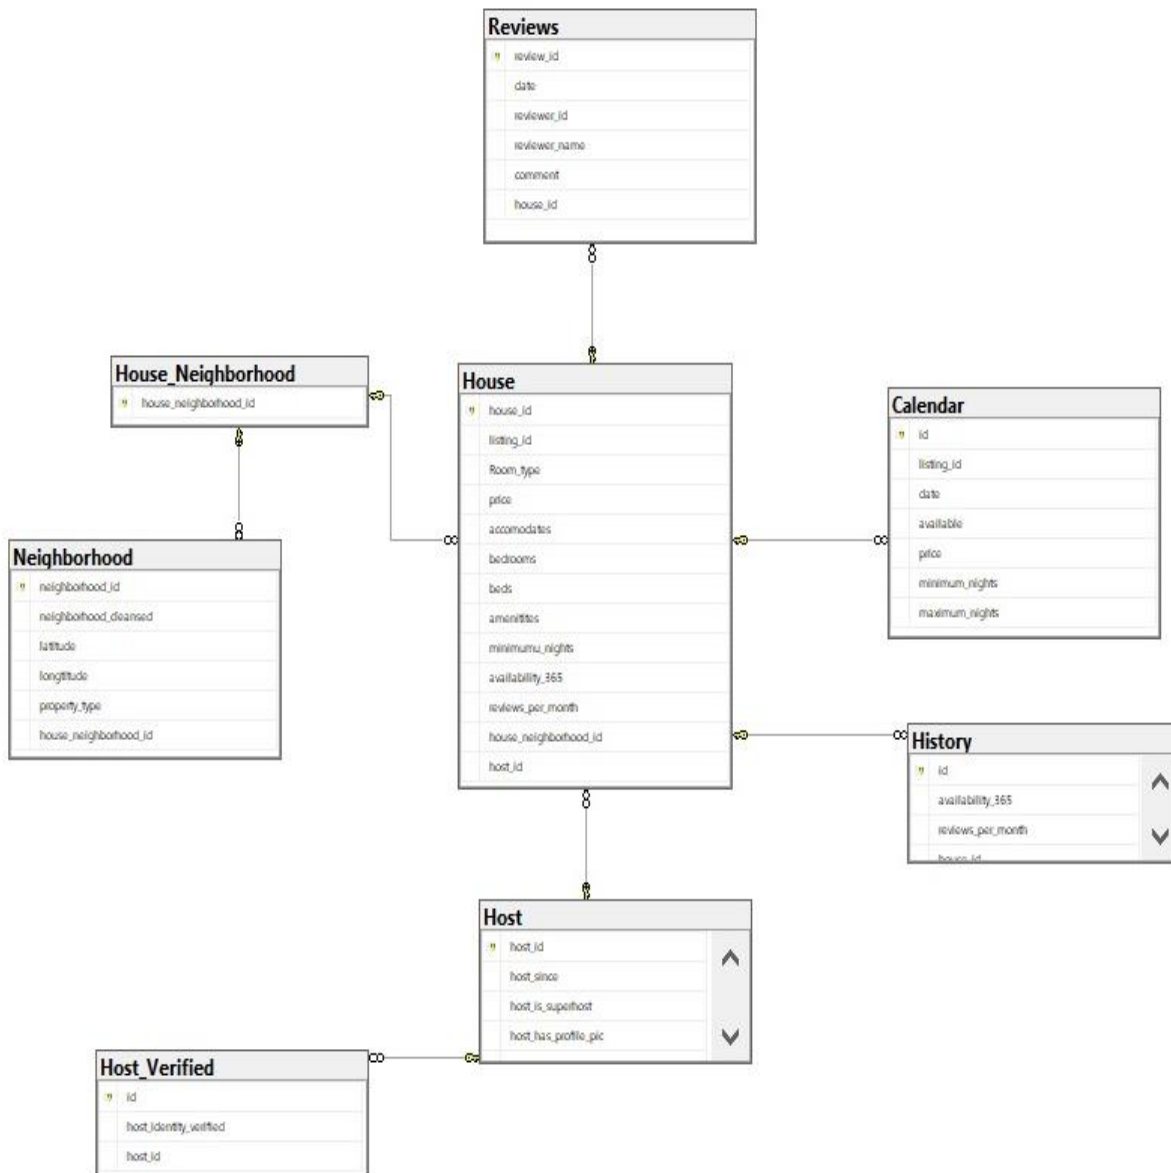 Reviews
review_id
date
reviewer_id
reviewer_name
comment
house_id
House_Neighborhood
house_neighborhood_id
House
house_id
listing_id
Room_type
price
accomodates
bedrooms
beds
amenitites
minimumu_nights
availability_365
reviews_per_month
house_neighborhood_id
host_id
Calendar
id
listing_id
date
available
price
minimum_nights
maximum_nights
Neighborhood
neighborhood_id
neighborhood_cleansed
latitude
longtitude
property_type
house_neighborhood_id
History
id
availability_365
reviews_per_month
house_id
Host
host_id
host_since
host_is_superhost
host_has_profile_pic
Host_Verified
id
host_identity_verified
host_id